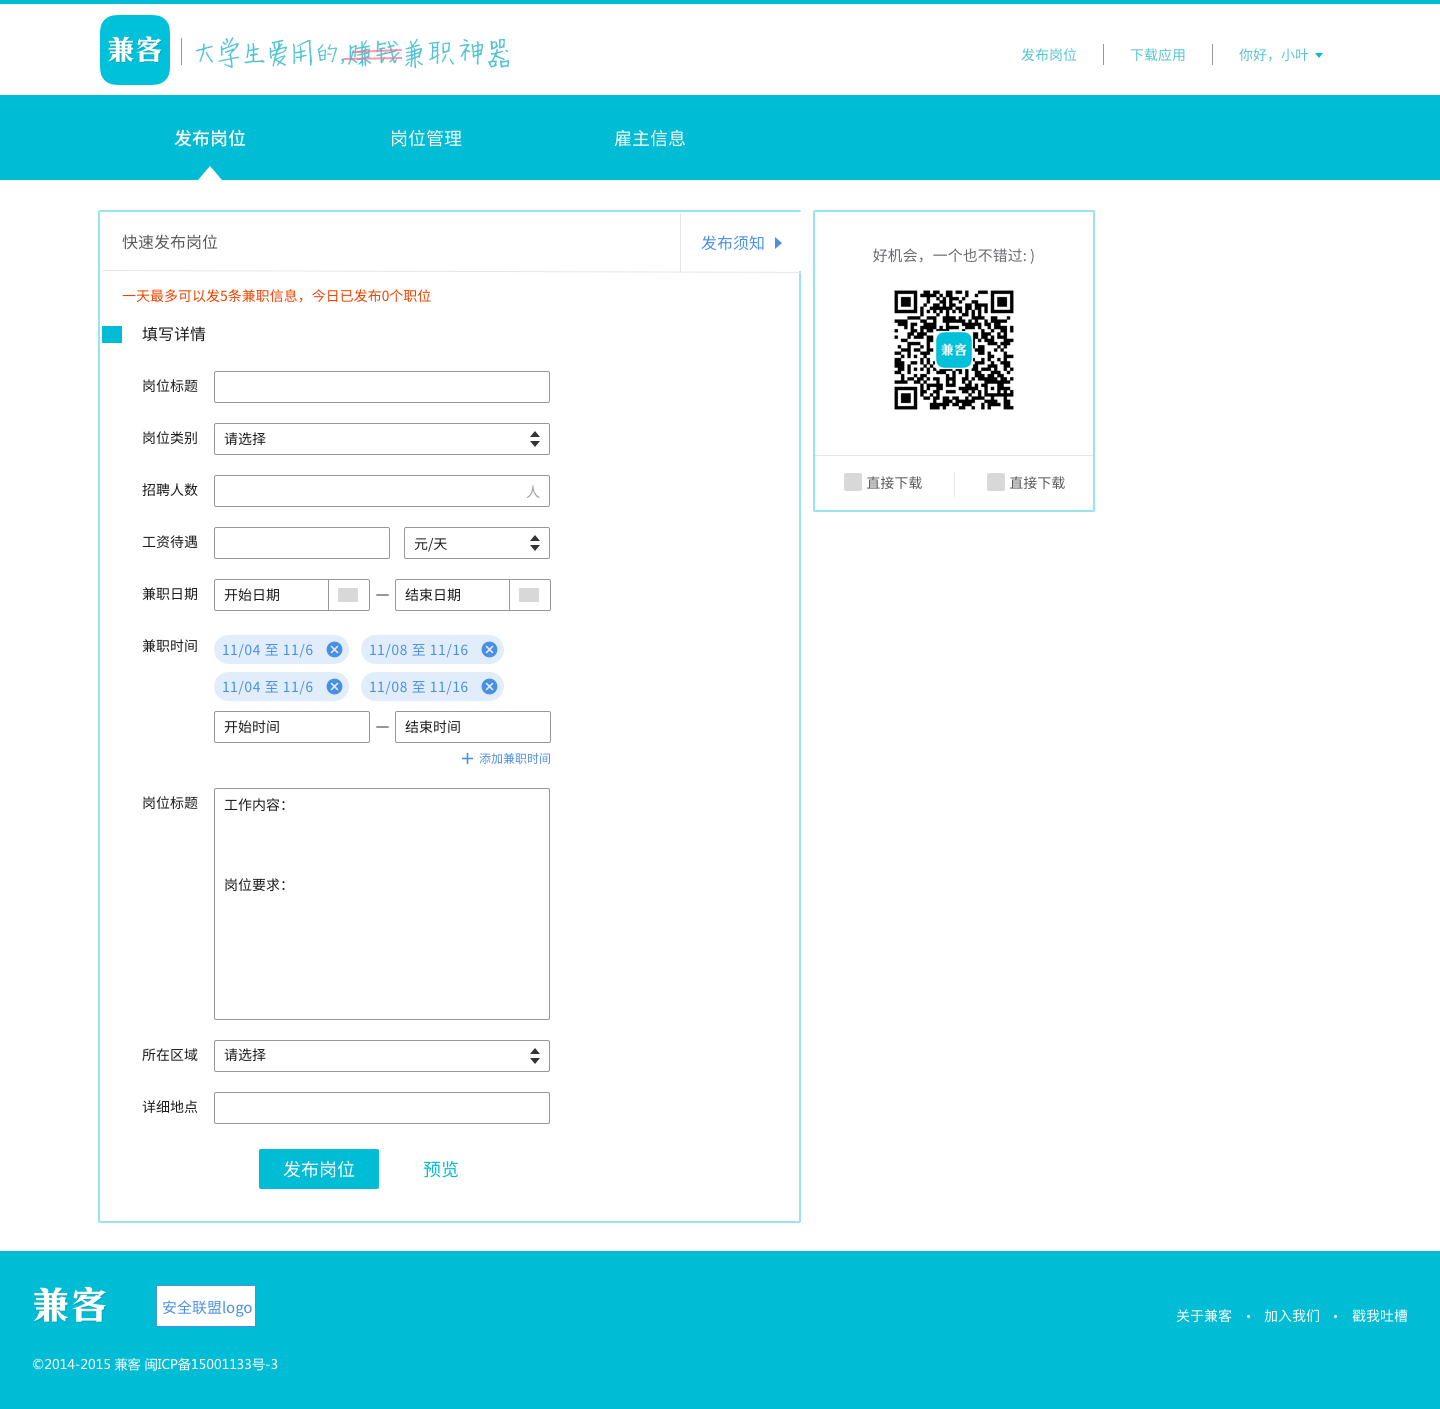 兼客
大学生爱用的,赚钱兼职神器
发布岗位
下载应用
你好，小叶
发布岗位
岗位管理
雇主信息
快速发布岗位
发布须知
一天最多可以发5条兼职信息，今日已发布0个职位
填写详情
岗位标题
岗位类别
请选择
招聘人数
人
工资待遇
元/天
兼职日期
开始日期
结束日期
兼职时间
11/04 至 11/6
11/08 至 11/16
11/04 至 11/6
11/08 至 11/16
开始时间
结束时间
添加兼职时间
岗位标题
工作内容：
岗位要求：
所在区域
请选择
详细地点
发布岗位
预览
好机会，一个也不错过: )
兼客
直接下载
直接下载
兼客
安全联盟logo
关于兼客
加入我们
戳我吐槽
©2014-2015 兼客 闽ICP备15001133号-3